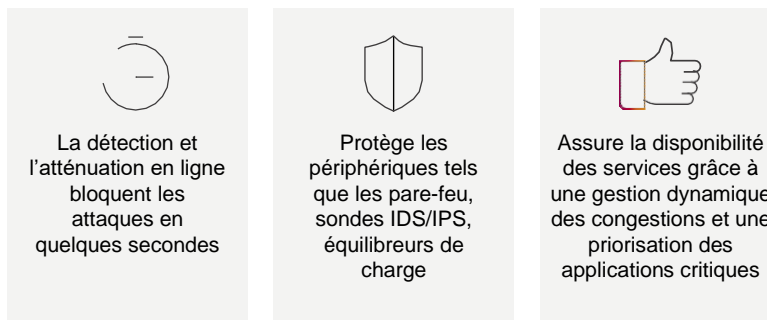 La détection et
l’atténuation en ligne
bloquent les
attaques en
quelques secondes
Protège les
périphériques tels
que les pare-feu,
sondes IDS/IPS,
équilibreurs de
charge
Assure la disponibilité
des services grâce à
une gestion dynamique
des congestions et une
priorisation des
applications critiques